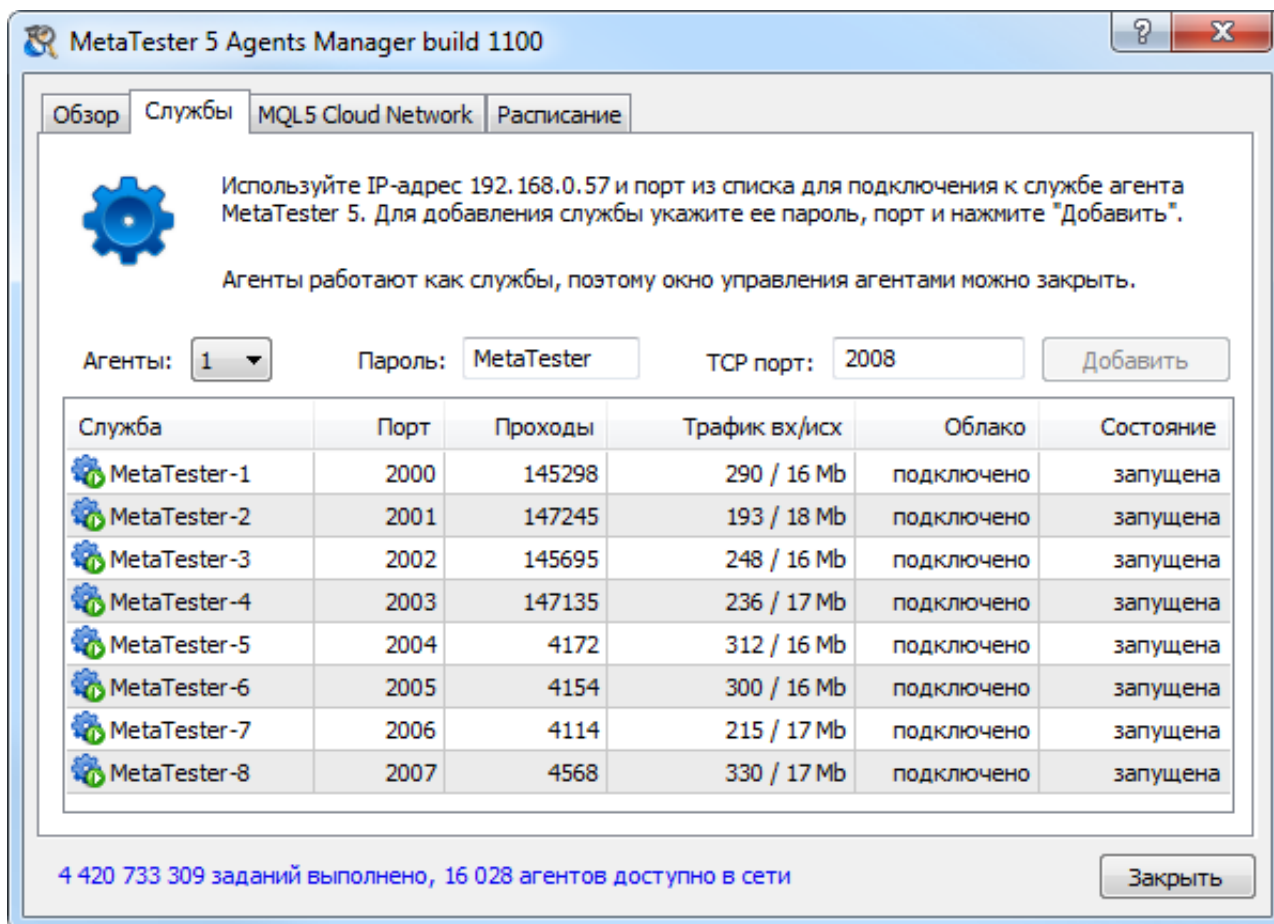 MetaTester 5 Agents Manager build 1100
Обзор Службы MQL5 Cloud Network Расписание
Используйте IP-адрес 192.168.0.57 и порт из списка для подключения к службе агента
MetaTester 5. Для добавления службы укажите ее пароль, порт и нажмите "Добавить".
Агенты работают как службы, поэтому окно управления агентами можно закрыть.
Агенты: 1 Пароль: MetaTester TCP порт: 2008 Добавить
Служба Порт Проходы Трафик вх/исх Облако Состояние
MetaTester-1 2000 145298 290 / 16 Mb подключено запущена
MetaTester-2 2001 147245 193 / 18 Mb подключено запущена
MetaTester-3 2002 145695 248 / 16 Mb подключено запущена
MetaTester-4 2003 147135 236 / 17 Mb подключено запущена
MetaTester-5 2004 4172 312 / 16 Mb подключено запущена
MetaTester-6 2005 4154 300 / 16 Mb подключено запущена
MetaTester-7 2006 4114 215 / 17 Mb подключено запущена
MetaTester-8 2007 4568 330 / 17 Mb подключено запущена
4 420 733 309 заданий выполнено, 16 028 агентов доступно в сети Закрыть